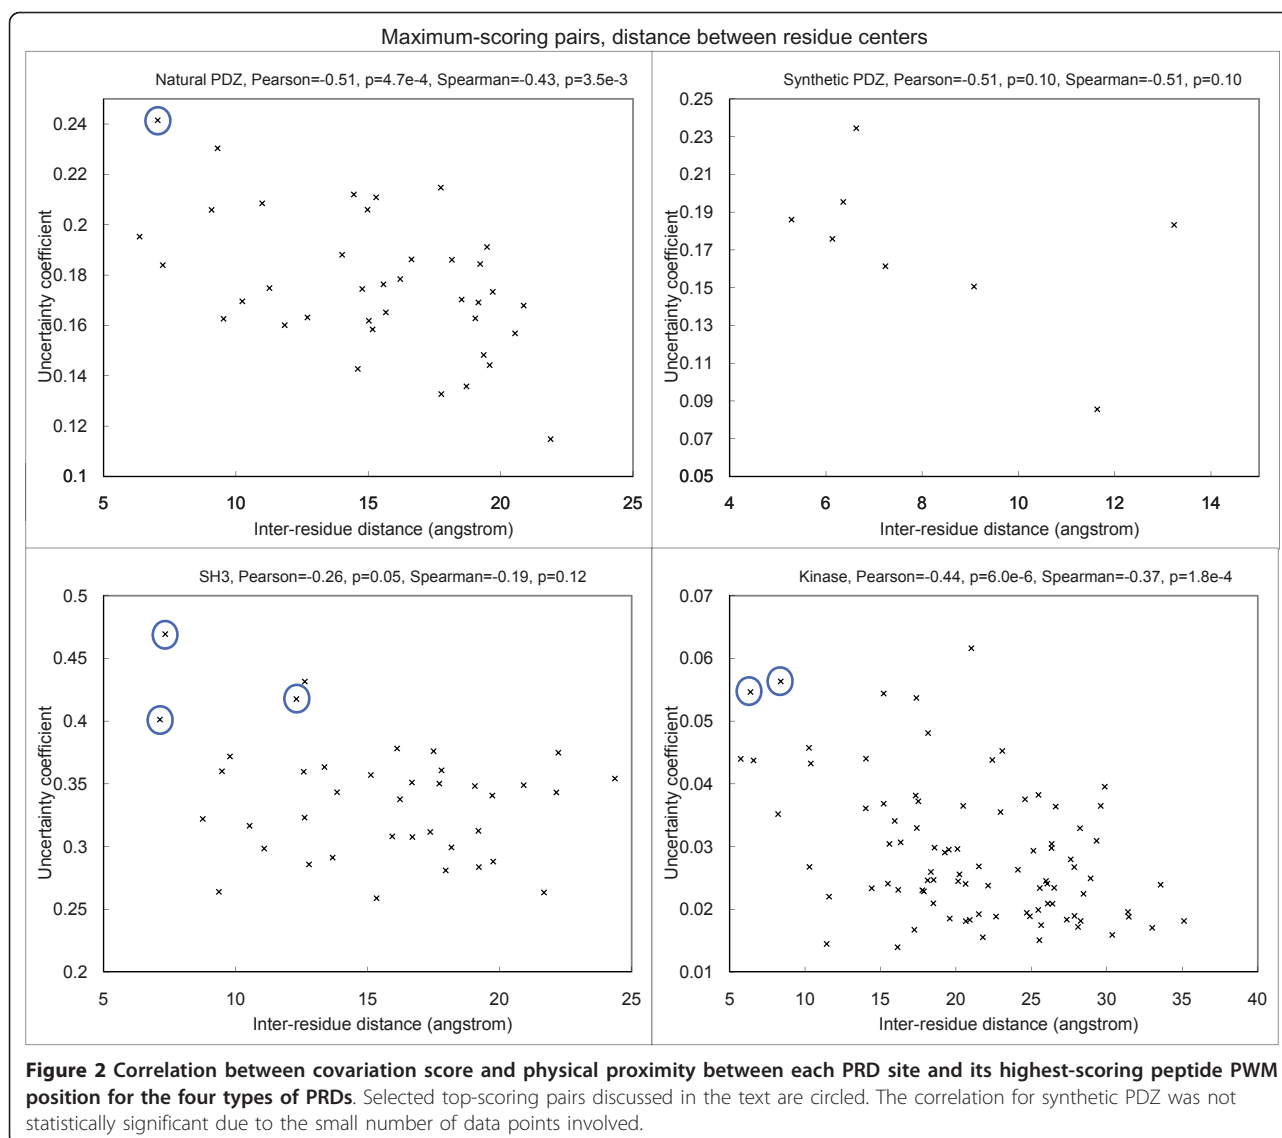 Maximum-scoring pairs, distance between residue centers
Natural PDZ, Pearson=-0.51, p=4.7e-4, Spearman=-0.43, p=3.5e-3
Uncertainty coefficient
0.24
0.22
0.2
0.18
0.16
0.14
0.12
0.1
5 10 15 20 25
Inter-residue distance (angstrom)
Synthetic PDZ, Pearson=-0.51, p=0.10, Spearman=-0.51, p=0.10
Uncertainty coefficient
0.25
0.23
0.21
0.19
0.17
0.15
0.13
0.11
0.09
0.07
0.05
4 6 8 10 12 14
Inter-residue distance (angstrom)
SH3, Pearson=-0.26, p=0.05, Spearman=-0.19, p=0.12
Uncertainty coefficient
0.5
0.45
0.4
0.35
0.3
0.25
0.2
5 10 15 20 25
Inter-residue distance (angstrom)
Kinase, Pearson=-0.44, p=6.0e-6, Spearman=-0.37, p=1.8e-4
Uncertainty coefficient
0.07
0.06
0.05
0.04
0.03
0.02
0.01
5 10 15 20 25 30 35 40
Inter-residue distance (angstrom)
Figure 2 Correlation between covariation score and physical proximity between each PRD site and its highest-scoring peptide PWM
position for the four types of PRDs. Selected top-scoring pairs discussed in the text are circled. The correlation for synthetic PDZ was not
statistically significant due to the small number of data points involved.